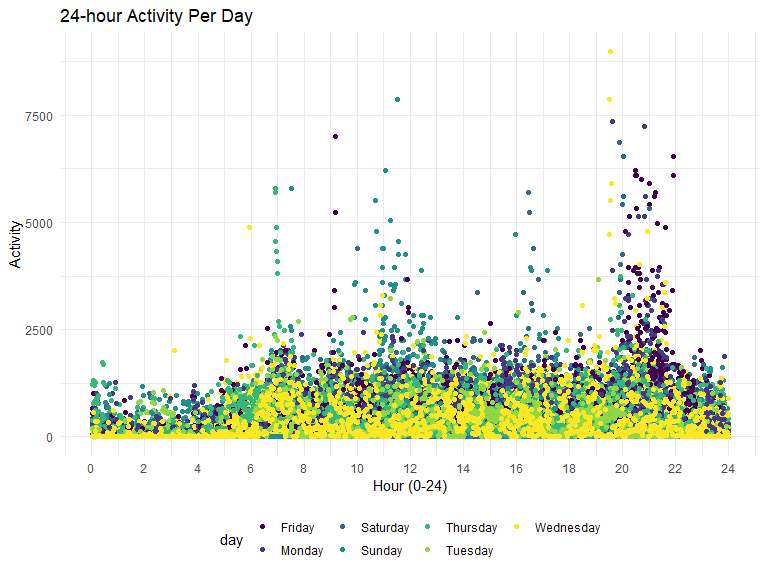 24-hour Activity Per Day
7500
5000
2500
0
Activity
0 2 4 6 8 10 12 14 16 18 20 22 24
Hour (0-24)
day
Friday Saturday Thursday Wednesday
Monday Sunday Tuesday